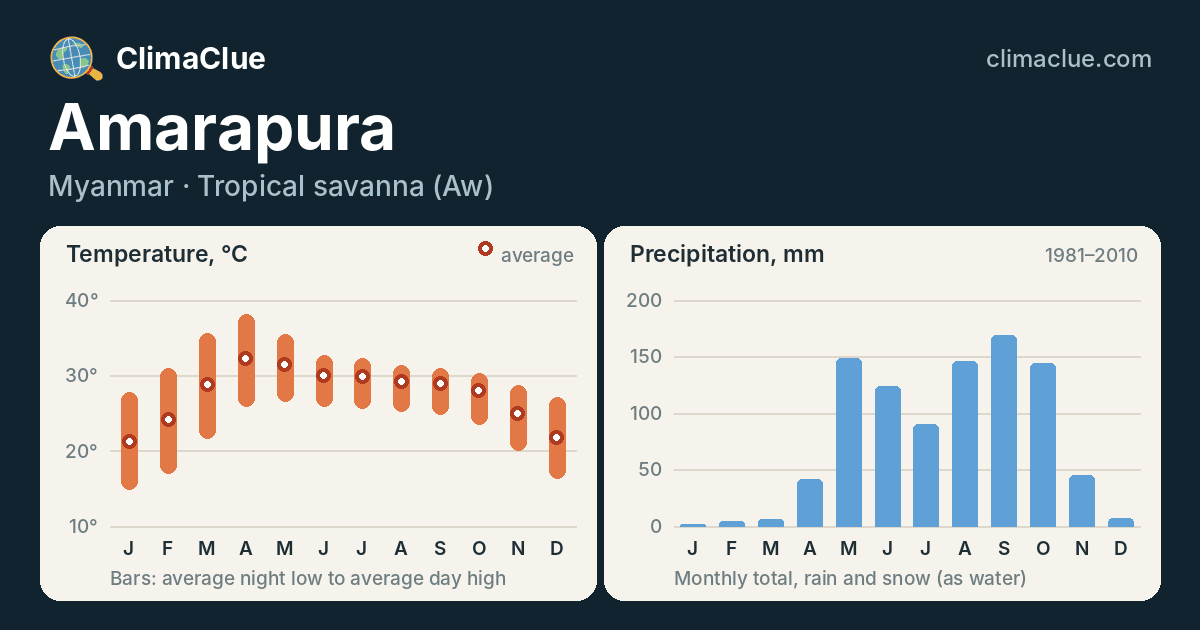 ClimaClue
climaclue.com
Amarapura
Myanmar · Tropical savanna (Aw)
Temperature, °C
average
40°
30°
20°
10°
J F M A M J J A S O N D
Bars: average night low to average day high
Precipitation, mm
1981–2010
200
150
100
50
0
J F M A M J J A S O N D
Monthly total, rain and snow (as water)